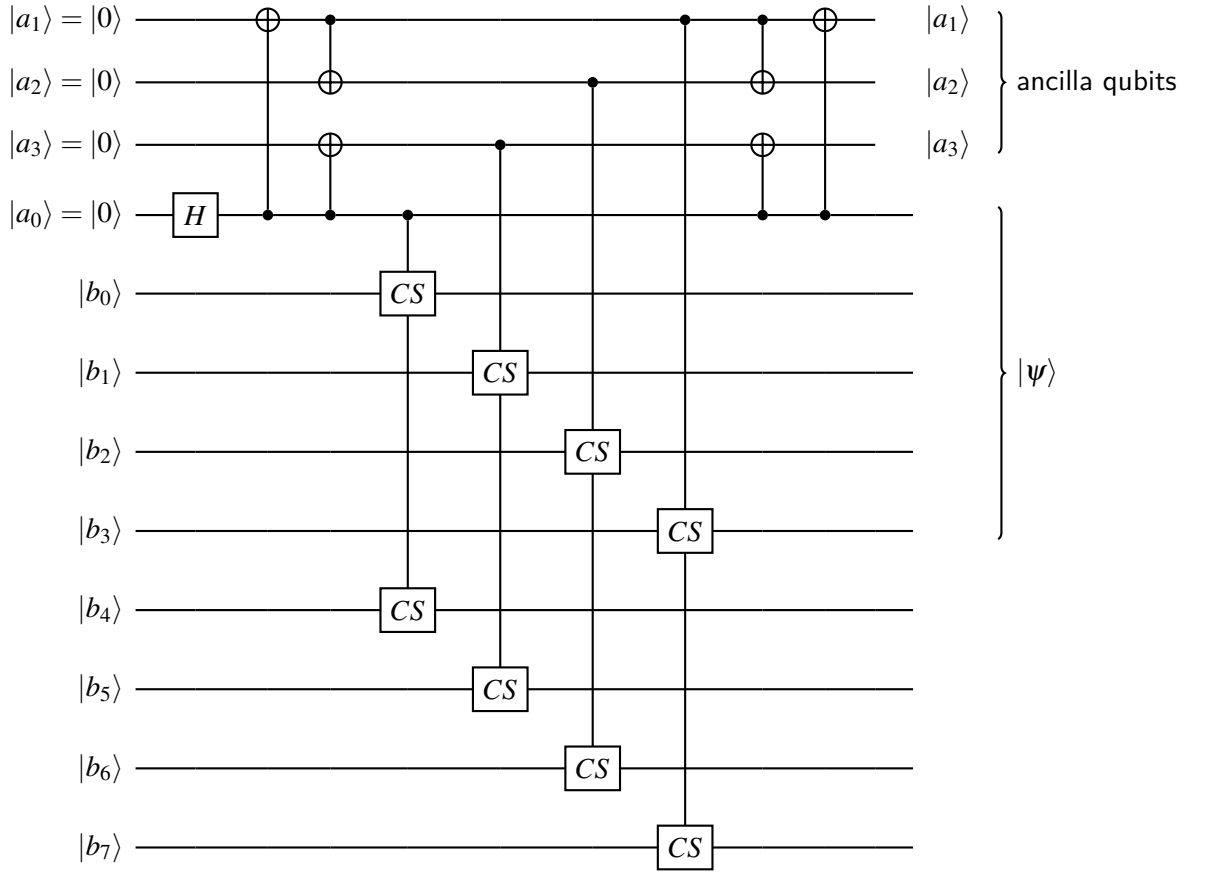 |a₁⟩ = |0⟩ |a₁⟩
|a₂⟩ = |0⟩ |a₂⟩ ancilla qubits
|a₃⟩ = |0⟩ |a₃⟩
|a₀⟩ = |0⟩ H
|b₀⟩ CS
|b₁⟩ CS |ψ⟩
|b₂⟩ CS
|b₃⟩ CS
|b₄⟩ CS
|b₅⟩ CS
|b₆⟩ CS
|b₇⟩ CS